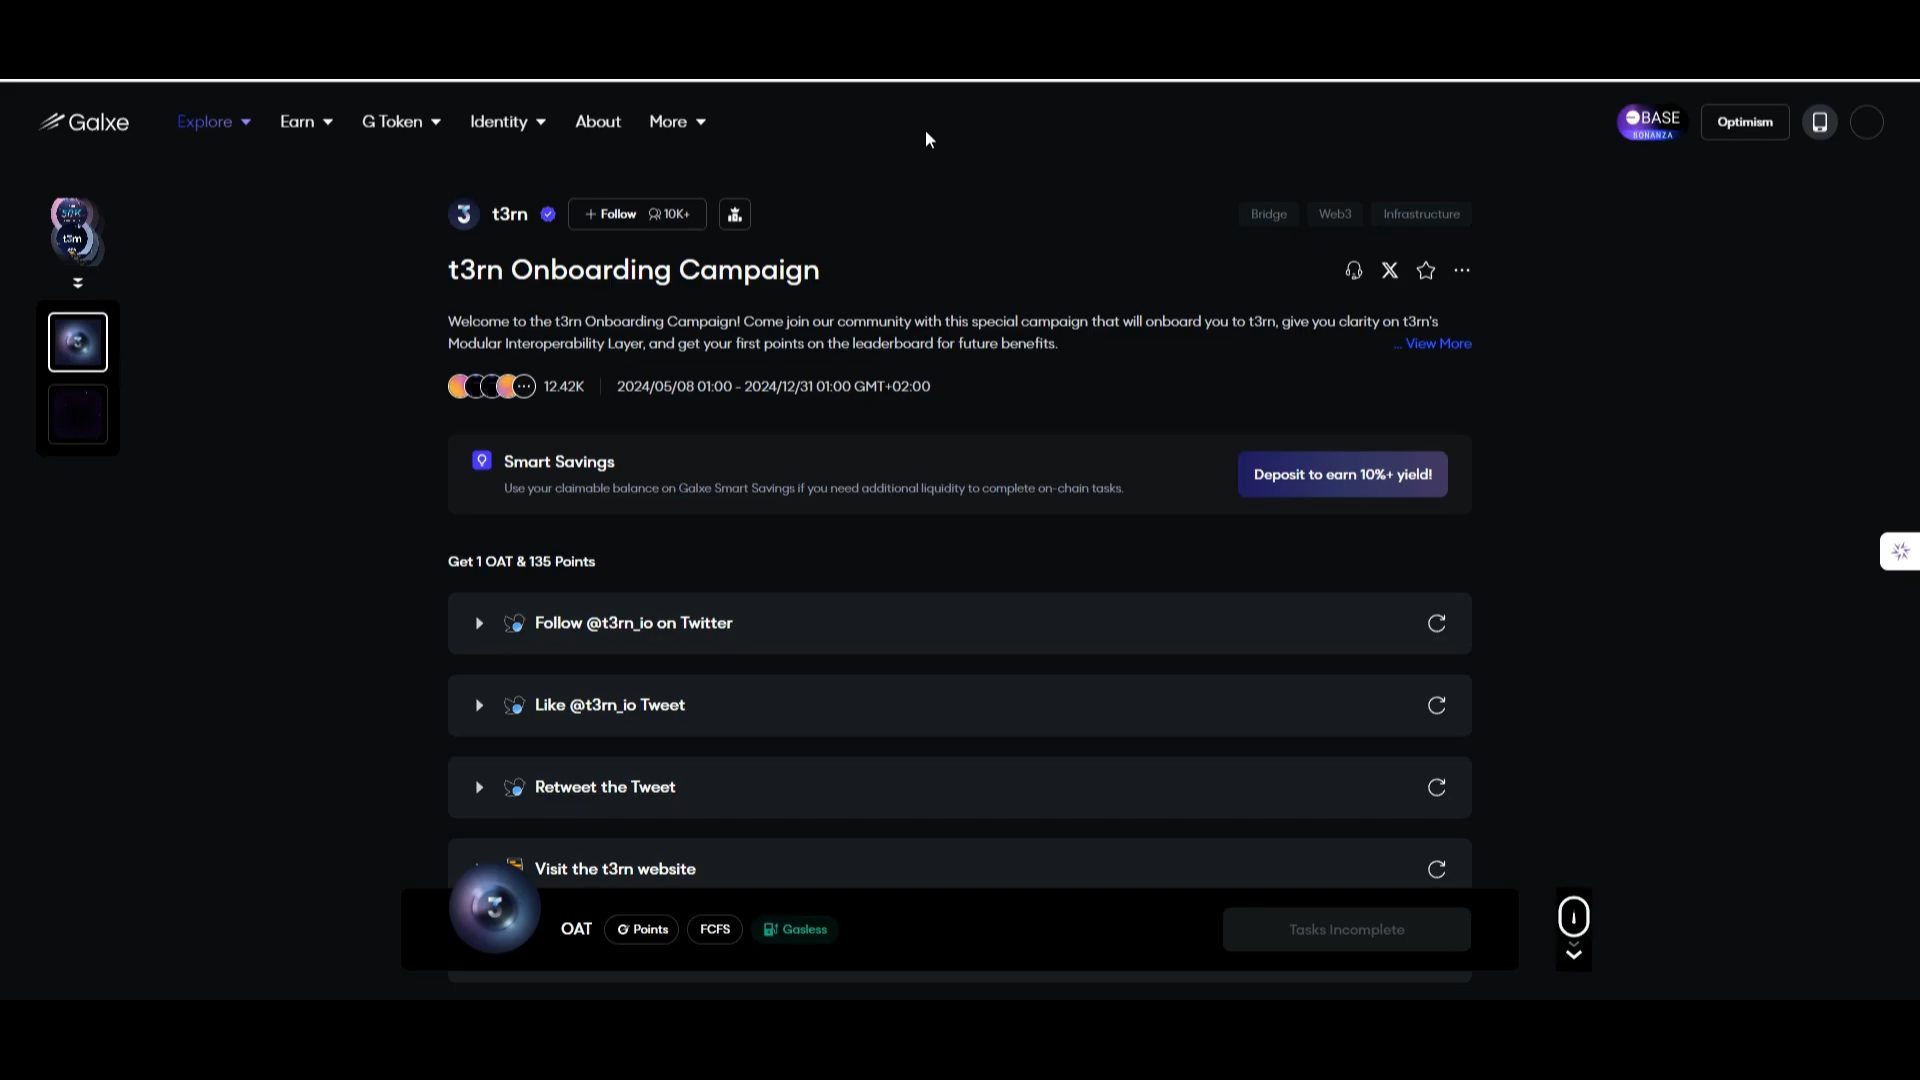 Galxe
Explore
Earn
G Token
Identity
About
More
BASE
BONANZA
Optimism
50K
t3rn
3
t3rn
+ Follow 10K+
Bridge
Web3
Infrastructure
t3rn Onboarding Campaign
Welcome to the t3rn Onboarding Campaign! Come join our community with this special campaign that will onboard you to t3rn, give you clarity on t3rn's
Modular Interoperability Layer, and get your first points on the leaderboard for future benefits.
... View More
3
12.42K
2024/05/08 01:00 - 2024/12/31 01:00 GMT+02:00
Smart Savings
Use your claimable balance on Galxe Smart Savings if you need additional liquidity to complete on-chain tasks.
Deposit to earn 10%+ yield!
Get 1 OAT & 135 Points
Follow @t3rn_io on Twitter
Like @t3rn_io Tweet
Retweet the Tweet
Visit the t3rn website
3
OAT
Points
FCFS
Gasless
Tasks Incomplete